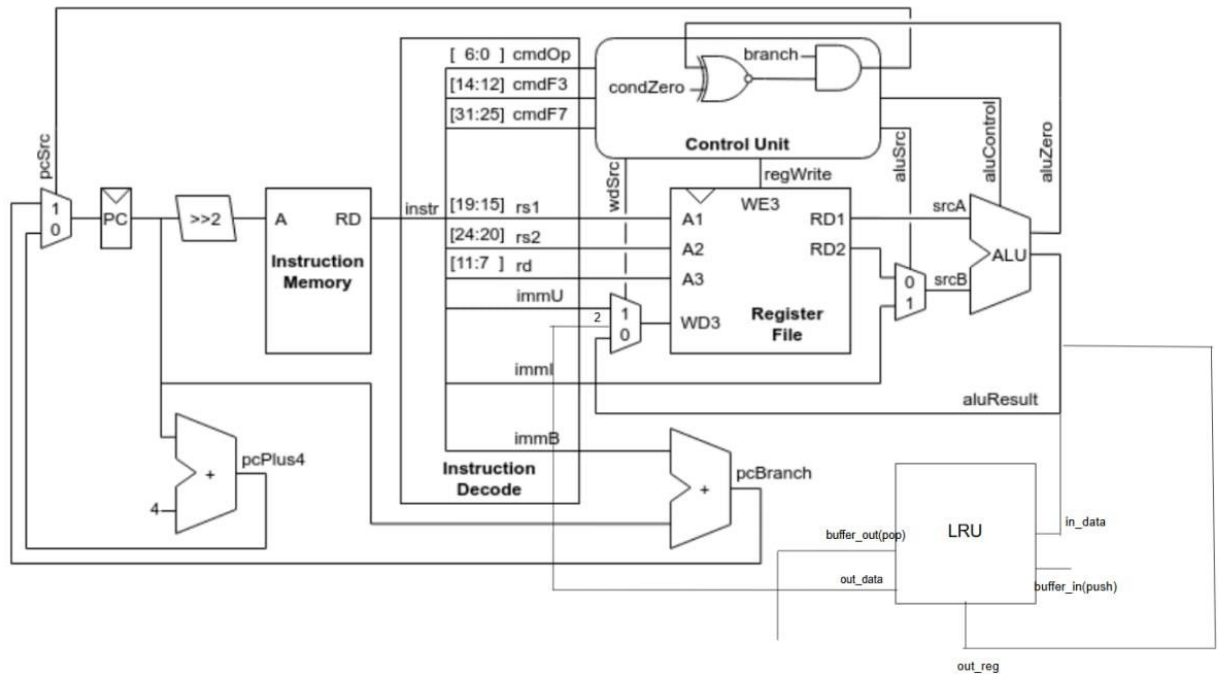 [ 6:0 ] cmdOp
[14:12] cmdF3
[31:25] cmdF7
branch
condZero
Control Unit
pcSrc
aluSrc
aluControl
aluZero
wdSrc
regWrite
1
0
PC
>>2
A
RD
Instruction
Memory
instr
[19:15] rs1
[24:20] rs2
[11:7 ] rd
immU
2
1
0
immI
immB
A1
A2
A3
WD3
WE3
RD1
RD2
Register
File
0
1
srcA
srcB
ALU
aluResult
pcPlus4
+
4
Instruction
Decode
+
pcBranch
LRU
in_data
buffer_out(pop)
out_data
buffer_in(push)
out_reg